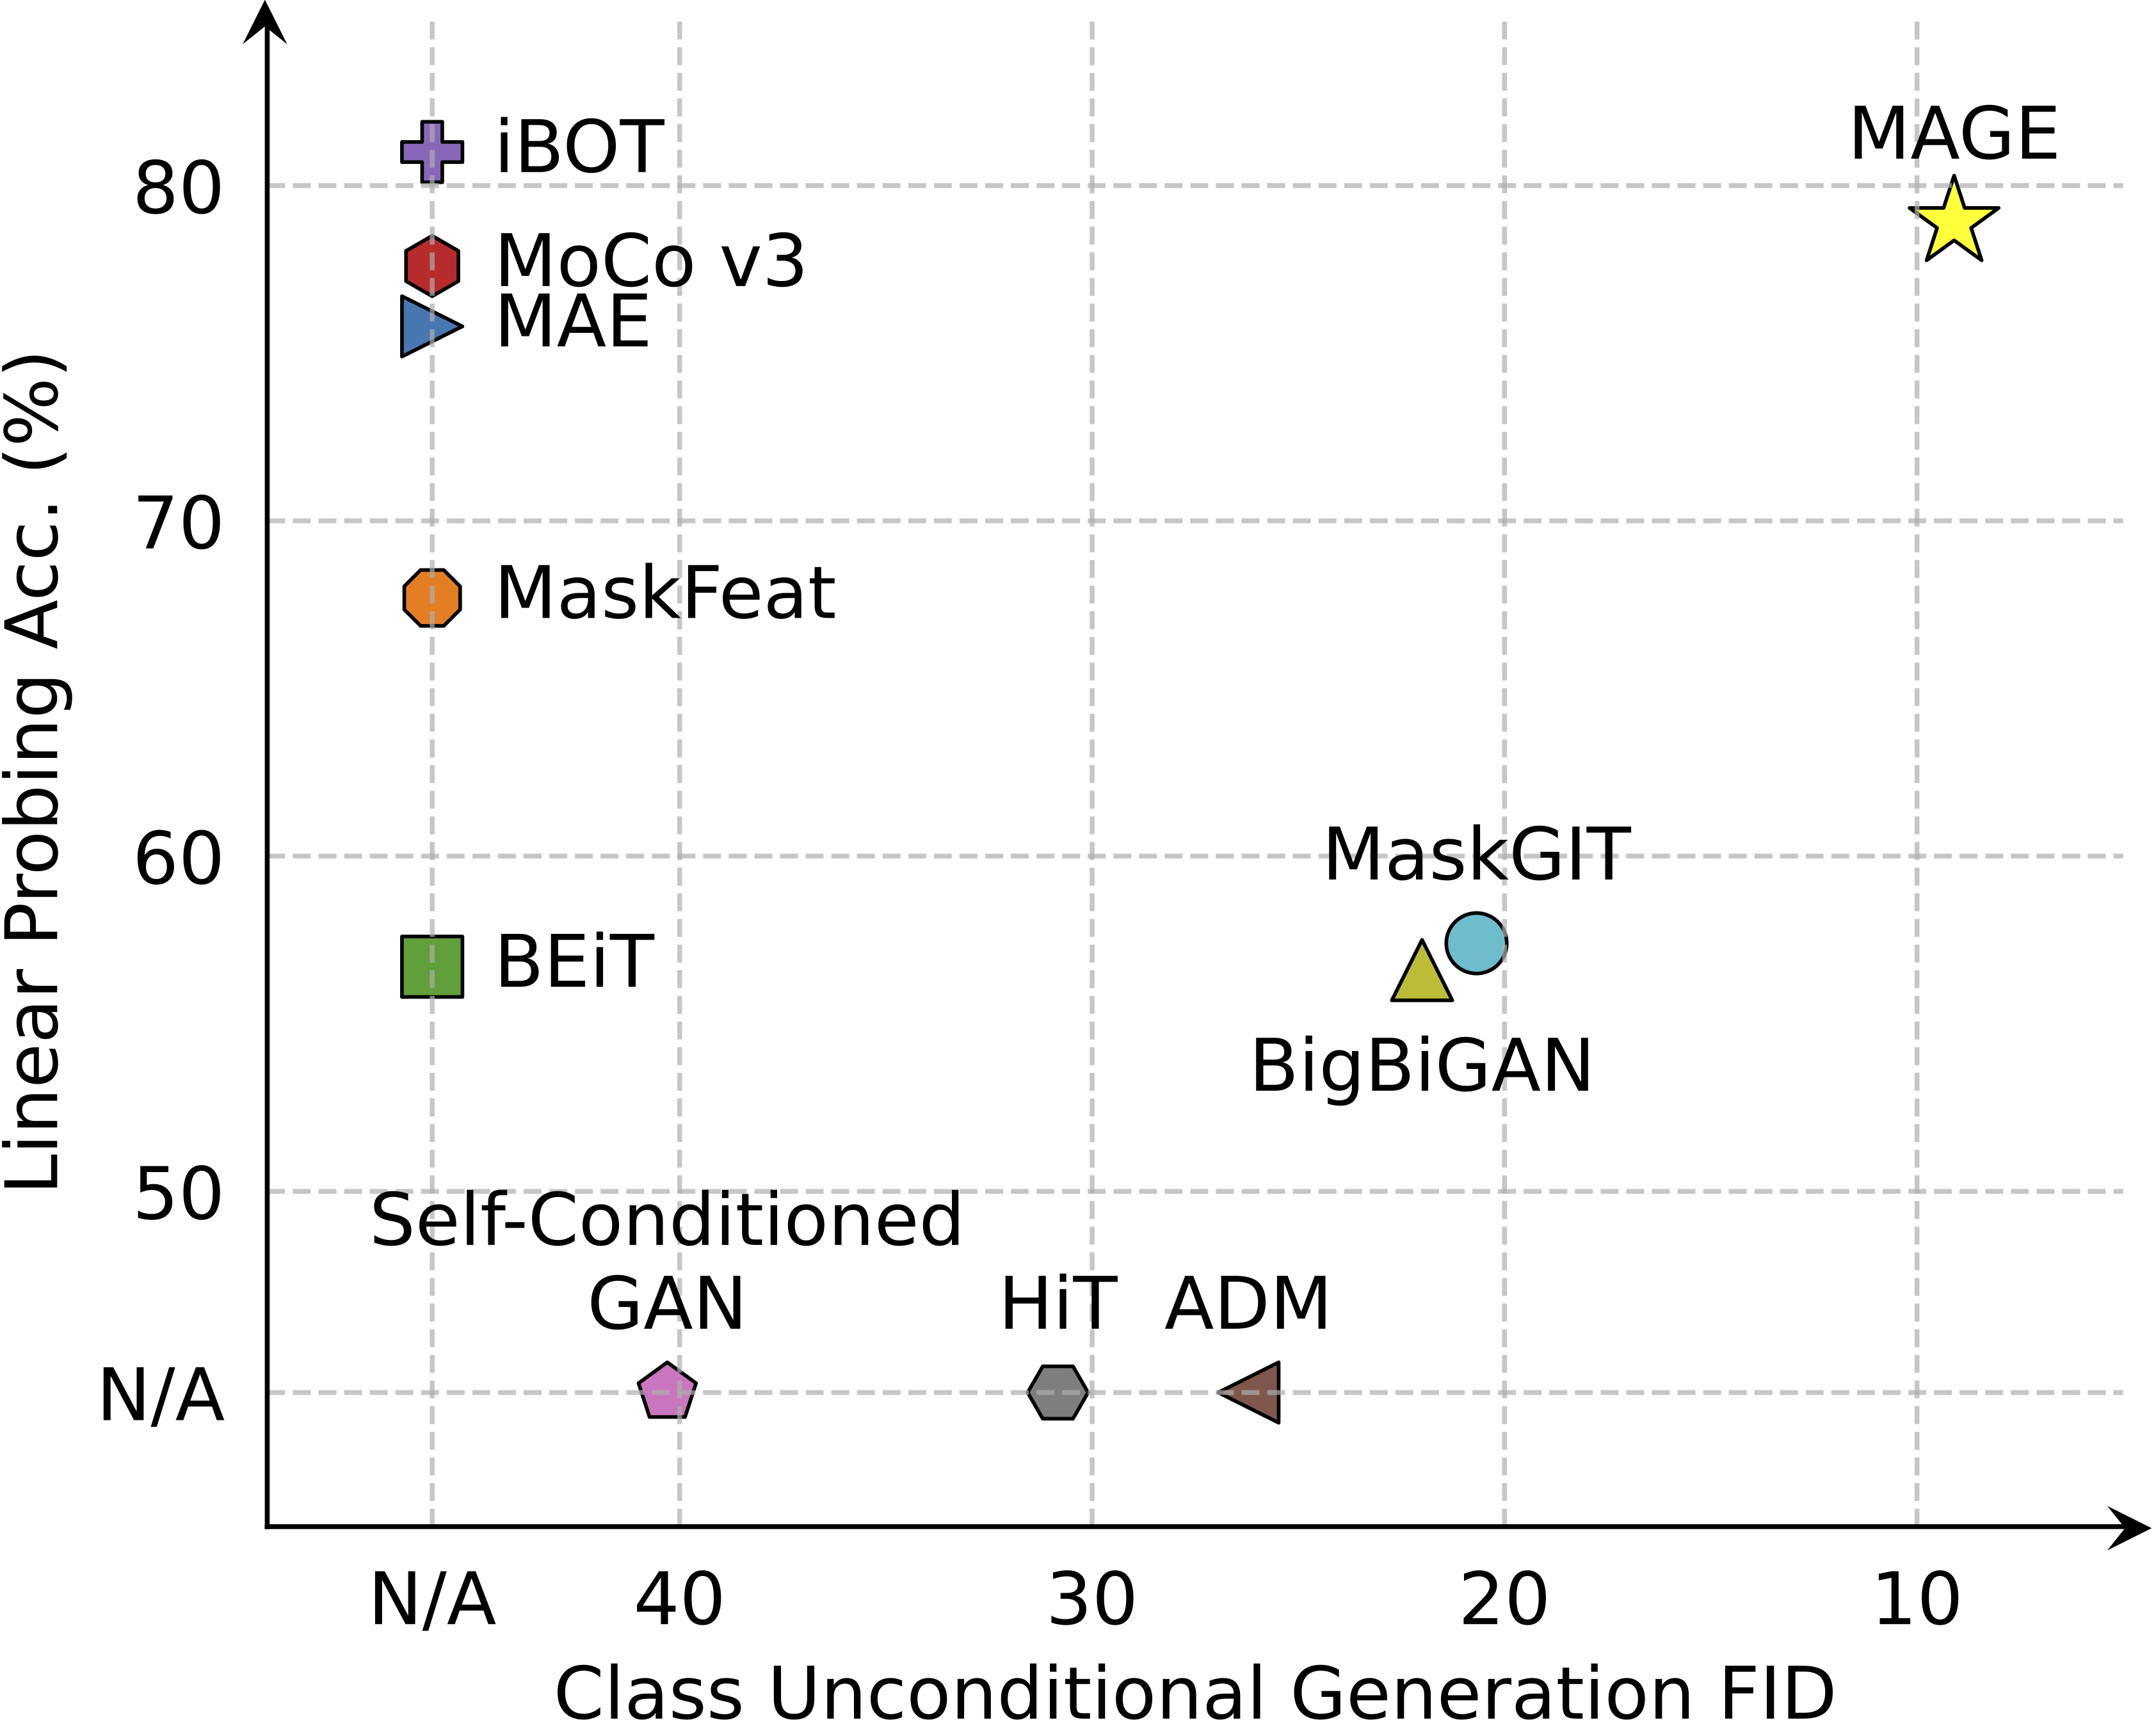 MAGE
iBOT
80
MoCo v3
MAE
70
MaskFeat
Linear Probing Acc. (%)
60
MaskGIT
BEiT
BigBiGAN
50
Self-Conditioned
GAN
HiT
ADM
N/A
N/A
40
30
20
10
Class Unconditional Generation FID